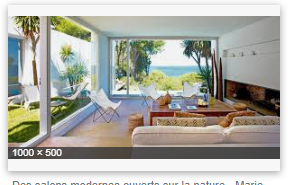 1000 × 500
Des salons modernes ouverts sur la nature - Marie